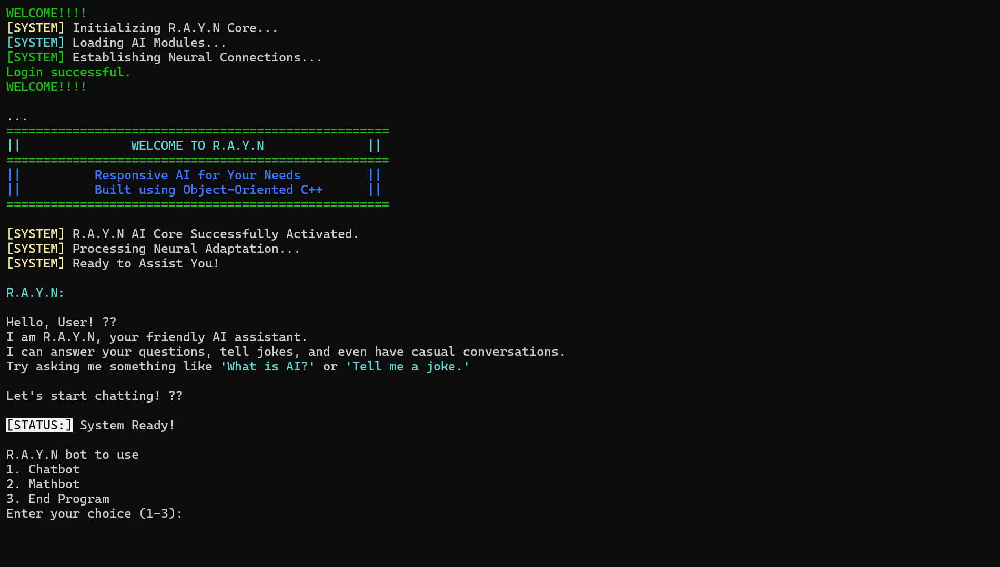 WELCOME!!!!
[SYSTEM] Initializing R.A.Y.N Core...
[SYSTEM] Loading AI Modules...
[SYSTEM] Establishing Neural Connections...
Login successful.
WELCOME!!!!
...
====================================================
||               WELCOME TO R.A.Y.N              ||
====================================================
||          Responsive AI for Your Needs         ||
||          Built using Object-Oriented C++      ||
====================================================
[SYSTEM] R.A.Y.N AI Core Successfully Activated.
[SYSTEM] Processing Neural Adaptation...
[SYSTEM] Ready to Assist You!
R.A.Y.N:
Hello, User! ??
I am R.A.Y.N, your friendly AI assistant.
I can answer your questions, tell jokes, and even have casual conversations.
Try asking me something like 'What is AI?' or 'Tell me a joke.'
Let's start chatting! ??
[STATUS:] System Ready!
R.A.Y.N bot to use
1. Chatbot
2. Mathbot
3. End Program
Enter your choice (1-3):